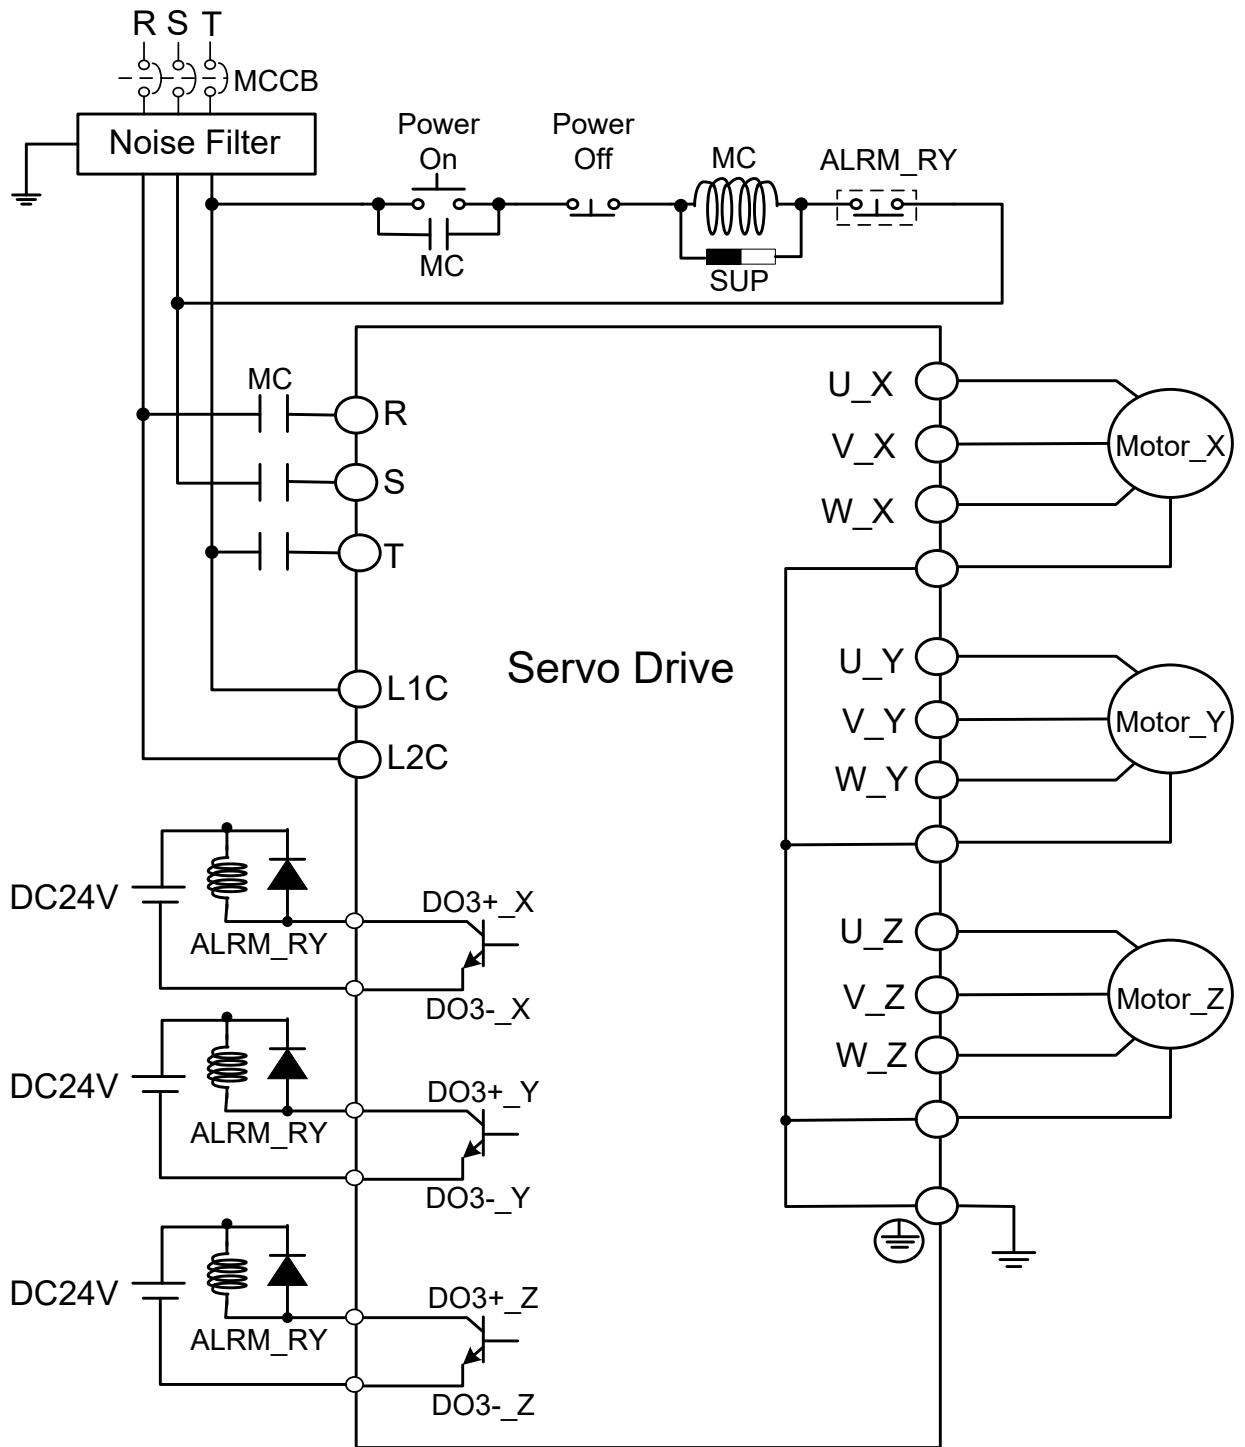 R S T
MCCB
Noise Filter
Power
On
Power
Off
MC
ALRM_RY
MC
SUP
MC
R
S
T
L1C
L2C
Servo Drive
U_X
V_X
W_X
Motor_X
U_Y
V_Y
W_Y
Motor_Y
U_Z
V_Z
W_Z
Motor_Z
DC24V
ALRM_RY
DO3+_X
DO3-_X
DC24V
ALRM_RY
DO3+_Y
DO3-_Y
DC24V
ALRM_RY
DO3+_Z
DO3-_Z